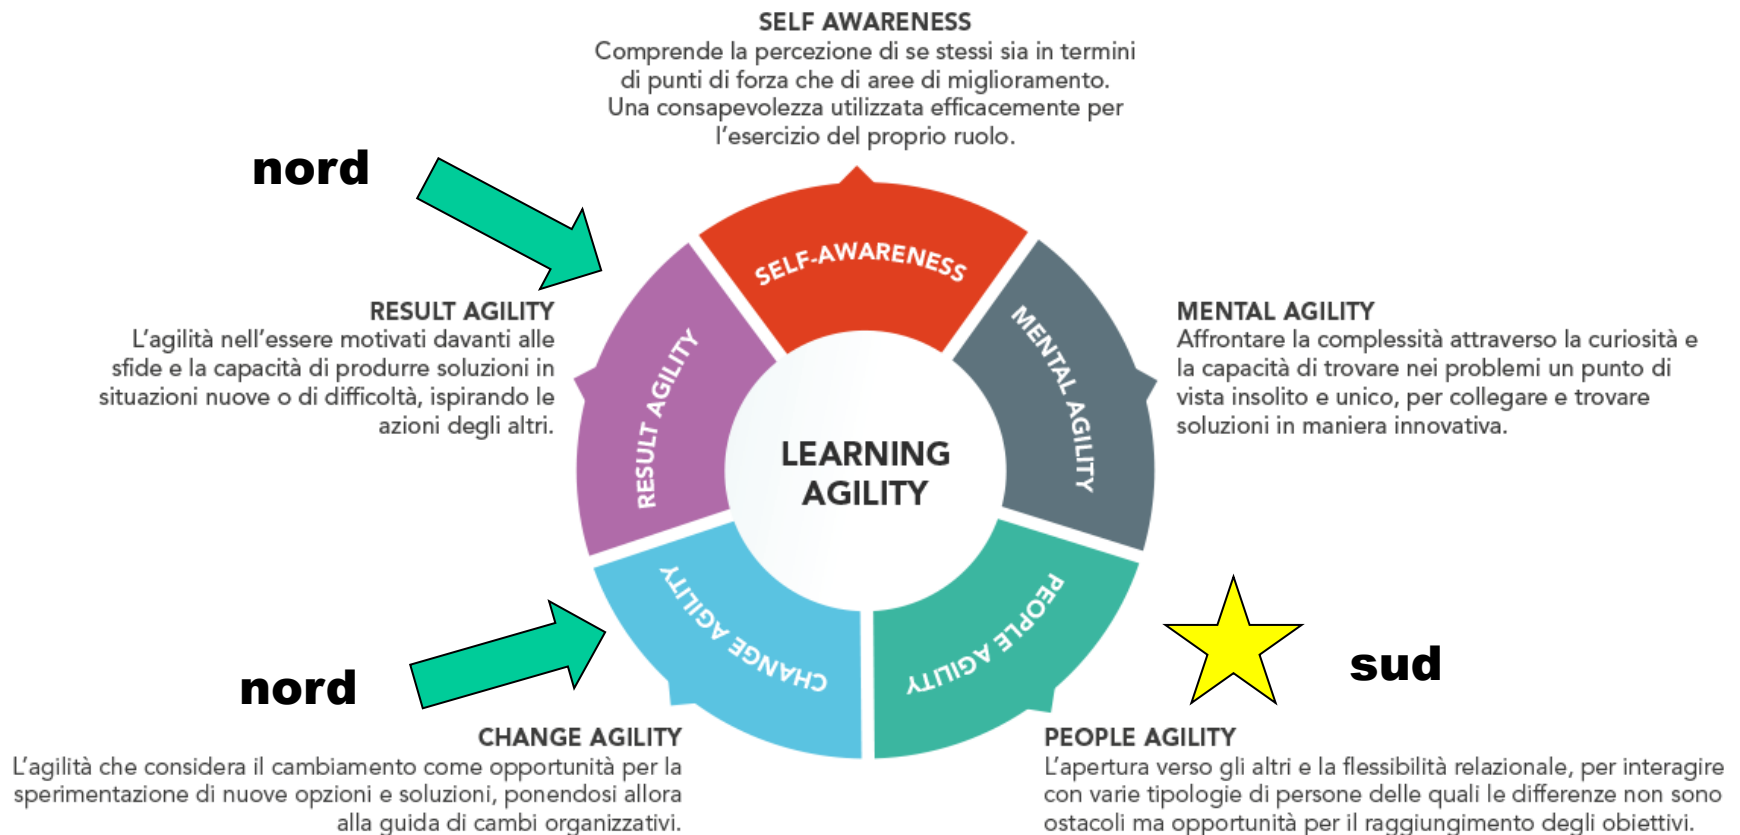 SELF AWARENESS
Comprende la percezione di se stessi sia in termini
di punti di forza che di aree di miglioramento.
Una consapevolezza utilizzata efficacemente per
l'esercizio del proprio ruolo.
nord
RESULT AGILITY
L'agilità nell'essere motivati davanti alle
sfide e la capacità di produrre soluzioni in
situazioni nuove o di difficoltà, ispirando le
azioni degli altri.
SELF-AWARENESS
MENTAL AGILITY
RESULT AGILITY
LEARNING
AGILITY
CHANGE AGILITY
PEOPLE AGILITY
MENTAL AGILITY
Affrontare la complessità attraverso la curiosità e
la capacità di trovare nei problemi un punto di
vista insolito e unico, per collegare e trovare
soluzioni in maniera innovativa.
nord
sud
CHANGE AGILITY
L'agilità che considera il cambiamento come opportunità per la
sperimentazione di nuove opzioni e soluzioni, ponendosi allora
alla guida di cambi organizzativi.
PEOPLE AGILITY
L'apertura verso gli altri e la flessibilità relazionale, per interagire
con varie tipologie di persone delle quali le differenze non sono
ostacoli ma opportunità per il raggiungimento degli obiettivi.